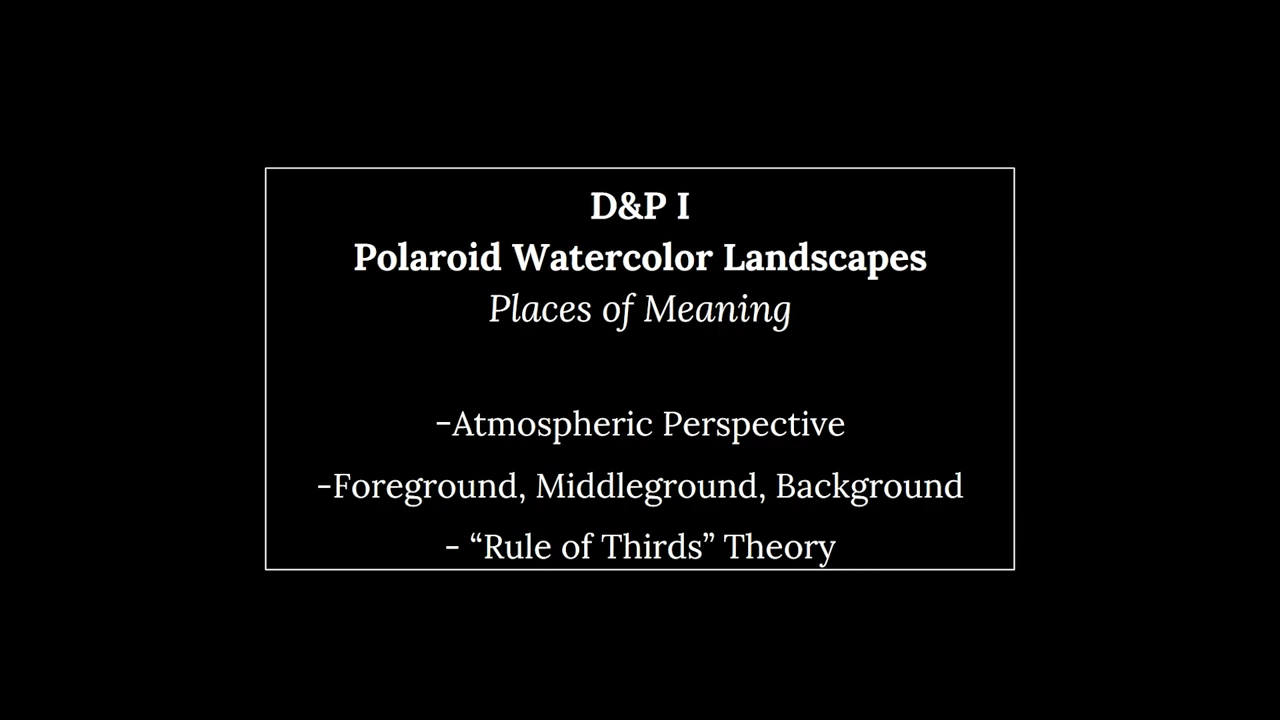 D&P I
Polaroid Watercolor Landscapes
Places of Meaning
-Atmospheric Perspective
-Foreground, Middleground, Background
- “Rule of Thirds” Theory